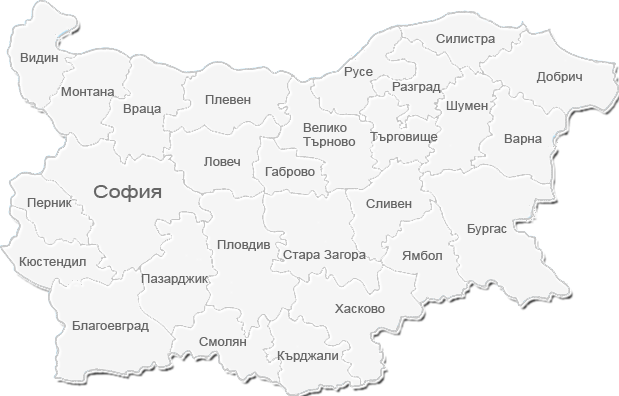 Силистра
Видин
Русе
Добрич
Разград
Монтана
Плевен
Шумен
Враца
Велико
Търново
Търговище
Варна
Ловеч
Габрово
София
Перник
Сливен
Бургас
Пловдив
Стара Загора
Ямбол
Кюстендил
Пазарджик
Хасково
Благоевград
Смолян
Кърджали